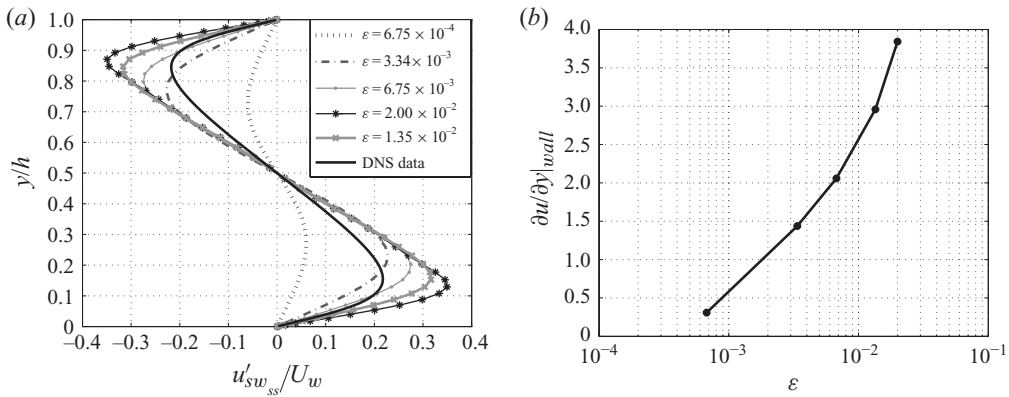 (a)
1.0
0.9
0.8
0.7
0.6
0.5
0.4
0.3
0.2
0.1
0
y/h
–0.4
–0.3
–0.2
–0.1
0
0.1
0.2
0.3
0.4
u′sw_ss/U_w
ε = 6.75 × 10⁻⁴
ε = 3.34 × 10⁻³
ε = 6.75 × 10⁻³
ε = 2.00 × 10⁻²
ε = 1.35 × 10⁻²
DNS data
(b)
4.0
3.5
3.0
2.5
2.0
1.5
1.0
0.5
0
∂u/∂y|wall
10⁻⁴
10⁻³
10⁻²
10⁻¹
ε